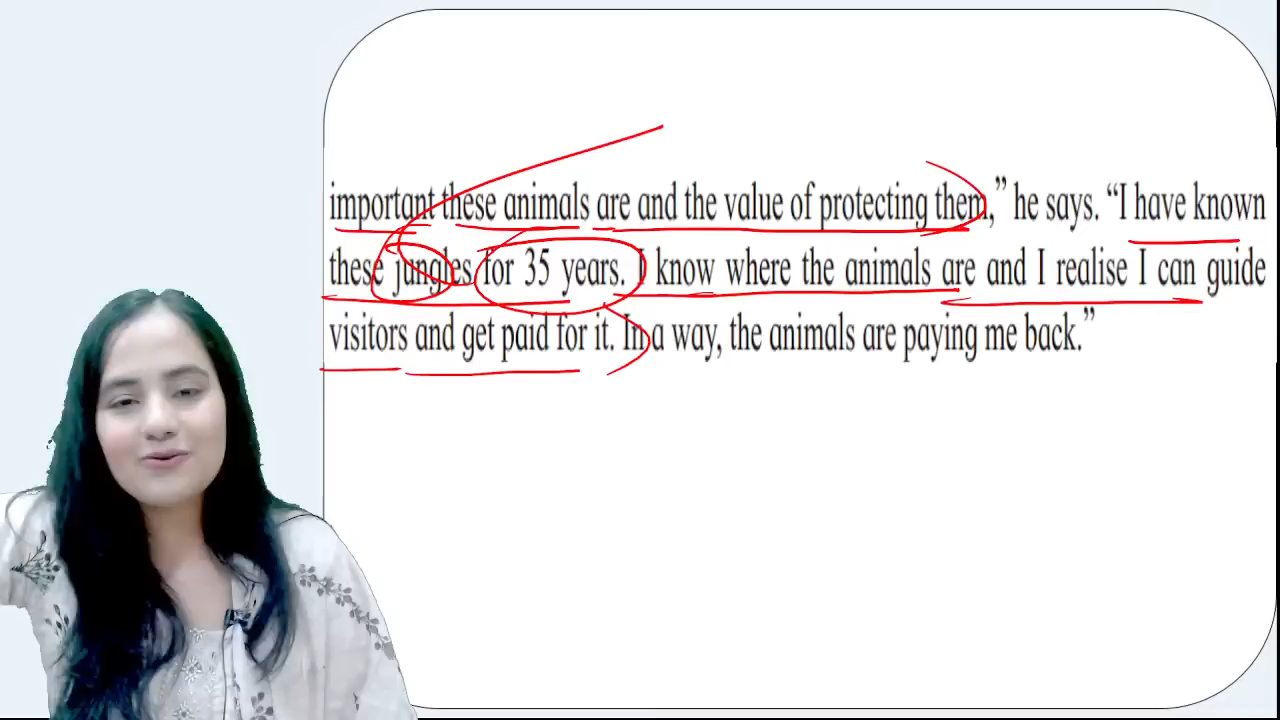 important these animals are and the value of protecting them,” he says. “I have known
these jungles for 35 years. I know where the animals are and I realise I can guide
visitors and get paid for it. In a way, the animals are paying me back.”